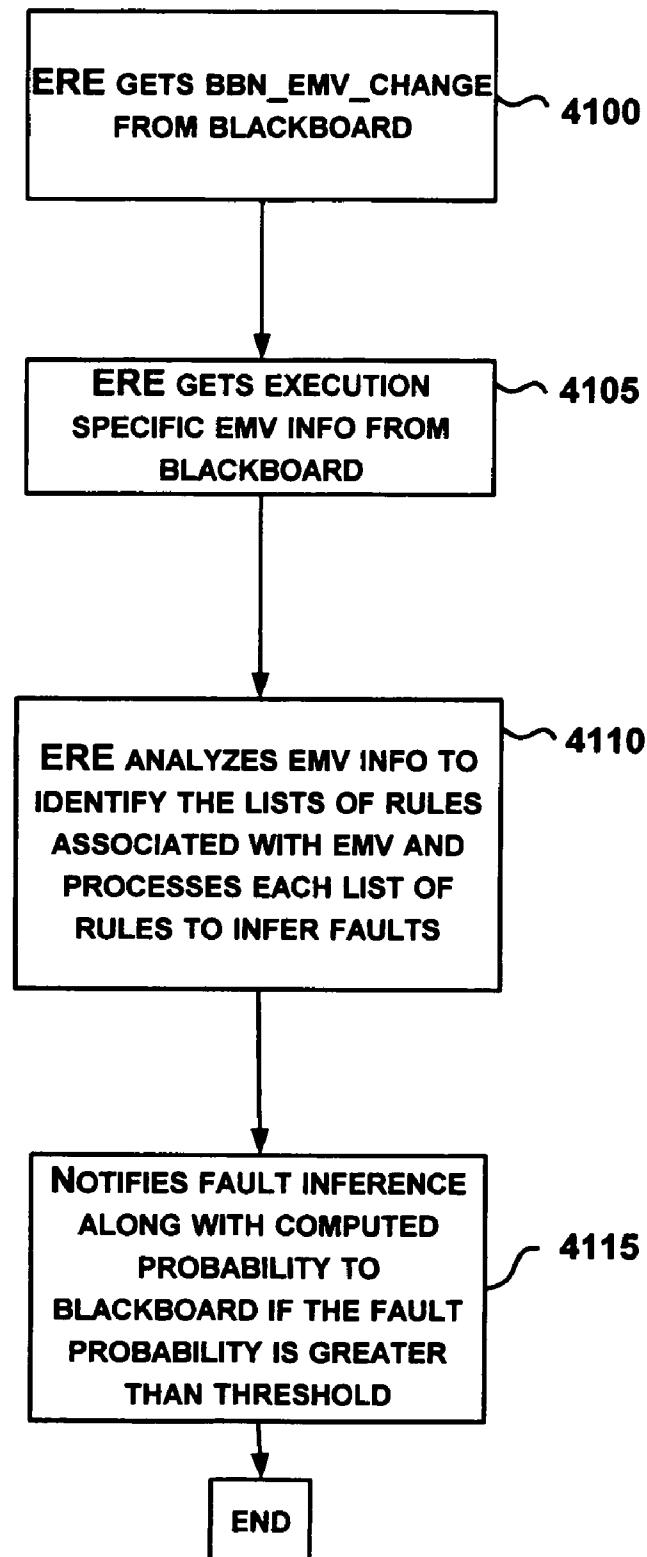 ERE GETS BBN_EMV_CHANGE
FROM BLACKBOARD
4100
ERE GETS EXECUTION
SPECIFIC EMV INFO FROM
BLACKBOARD
4105
ERE ANALYZES EMV INFO TO
IDENTIFY THE LISTS OF RULES
ASSOCIATED WITH EMV AND
PROCESSES EACH LIST OF
RULES TO INFER FAULTS
4110
NOTIFIES FAULT INFERENCE
ALONG WITH COMPUTED
PROBABILITY TO
BLACKBOARD IF THE FAULT
PROBABILITY IS GREATER
THAN THRESHOLD
4115
END